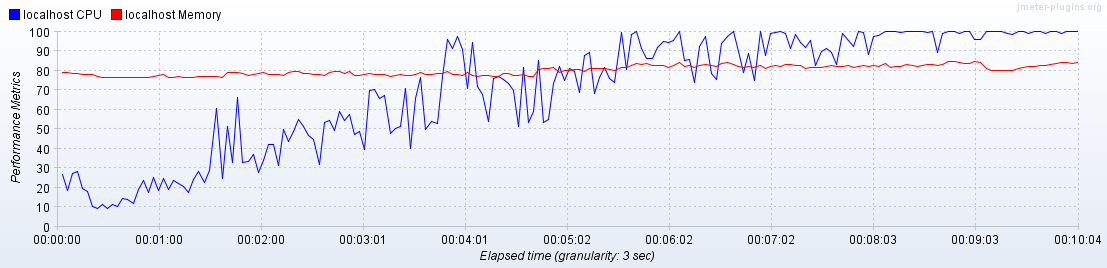 jmeter-plugins.org
localhost CPU localhost Memory
100
90
80
70
60
50
40
30
20
10
0
Performance Metrics
00:00:00 00:01:00 00:02:00 00:03:01 00:04:01 00:05:02 00:06:02 00:07:02 00:08:03 00:09:03 00:10:04
Elapsed time (granularity: 3 sec)